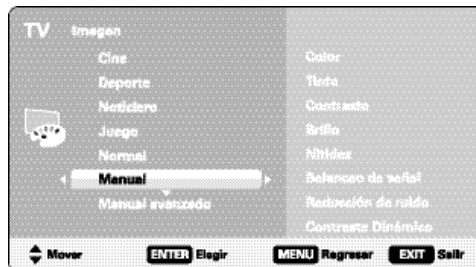 TV Imagen
Cine
Deporte
Noticiero
Juego
Normal
Manual
Manual avanzado
Color
Tinte
Contraste
Brillo
Nitidez
Balanceo de señal
Reducción de ruido
Contraste Dinámico
Mover ENTER Elegir MENU Regresar EXIT Salir